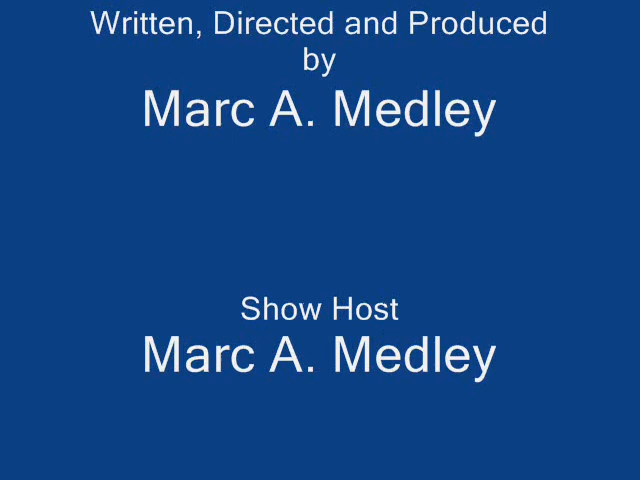 Written, Directed and Produced
by
Marc A. Medley
Show Host
Marc A. Medley